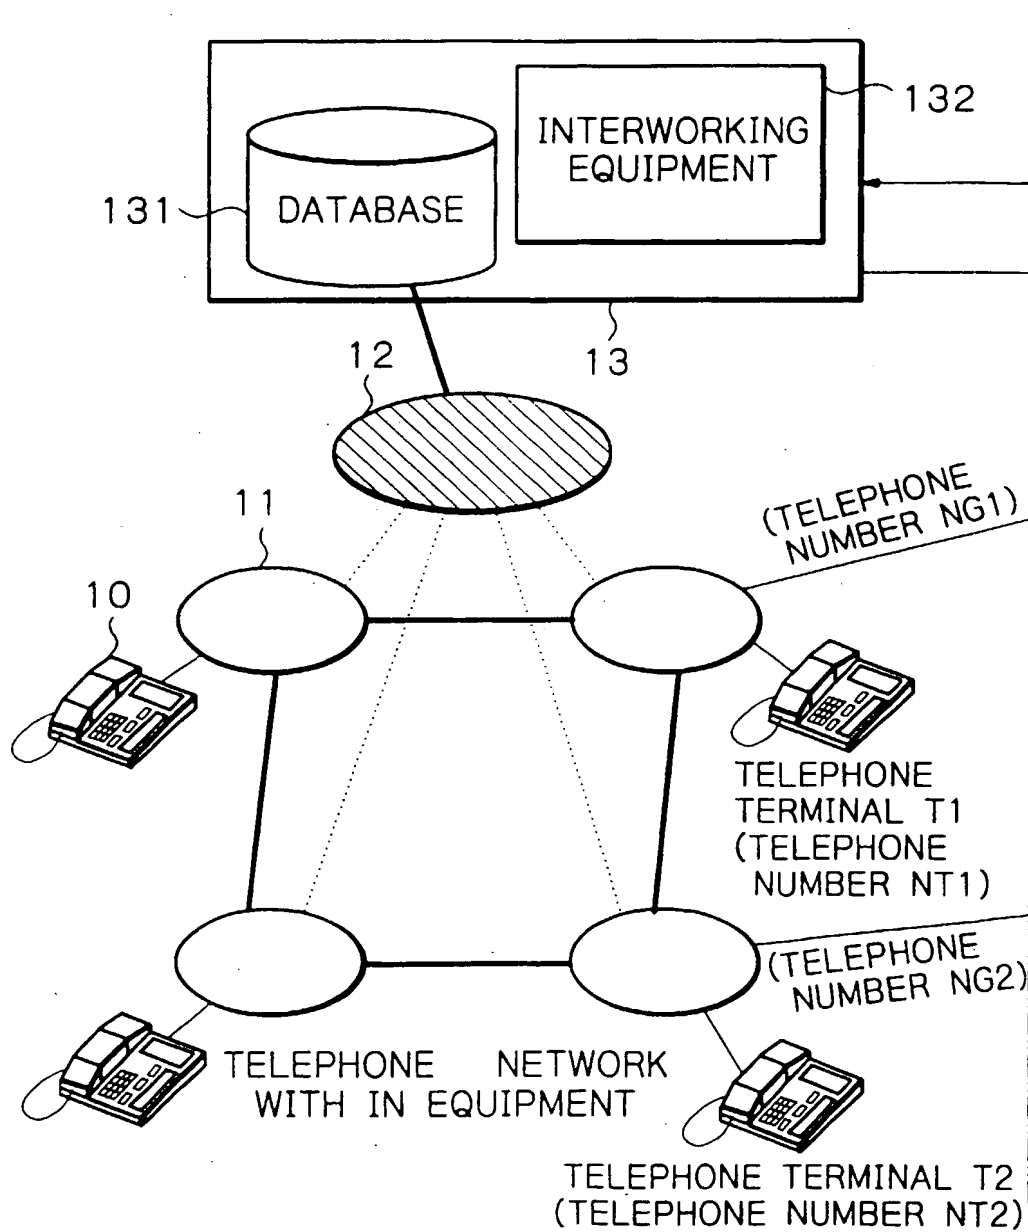 132
INTERWORKING
EQUIPMENT
131
DATABASE
13
12
(TELEPHONE
NUMBER NG1)
11
10
TELEPHONE
TERMINAL T1
(TELEPHONE
NUMBER NT1)
(TELEPHONE
NUMBER NG2)
TELEPHONE NETWORK
WITH IN EQUIPMENT
TELEPHONE TERMINAL T2
(TELEPHONE NUMBER NT2)